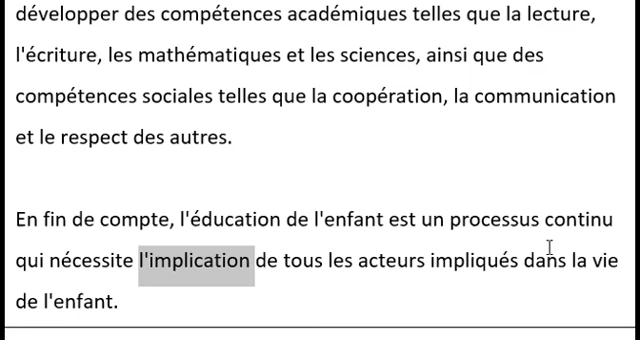 développer des compétences académiques telles que la lecture,
l'écriture, les mathématiques et les sciences, ainsi que des
compétences sociales telles que la coopération, la communication
et le respect des autres.
En fin de compte, l'éducation de l'enfant est un processus continu
qui nécessite l'implication de tous les acteurs impliqués dans la vie
de l'enfant.